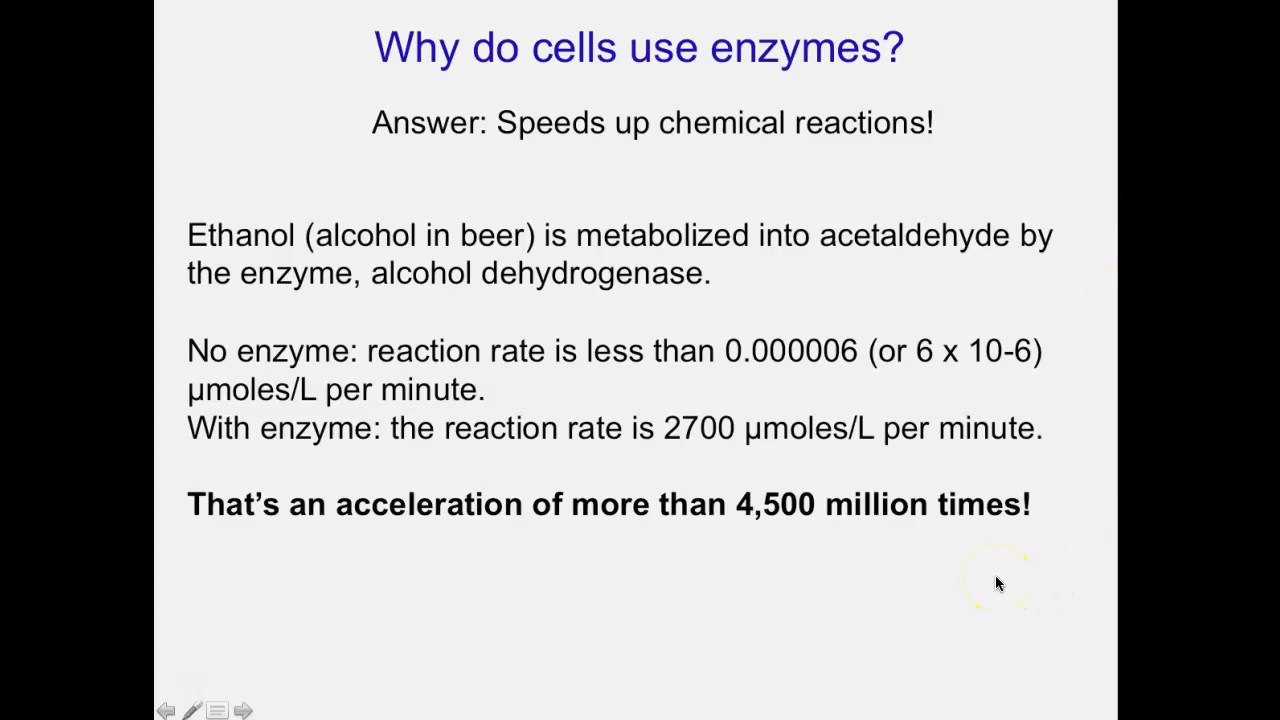 Why do cells use enzymes?
Answer: Speeds up chemical reactions!
Ethanol (alcohol in beer) is metabolized into acetaldehyde by
the enzyme, alcohol dehydrogenase.
No enzyme: reaction rate is less than 0.000006 (or 6 x 10-6)
µmoles/L per minute.
With enzyme: the reaction rate is 2700 µmoles/L per minute.
That’s an acceleration of more than 4,500 million times!